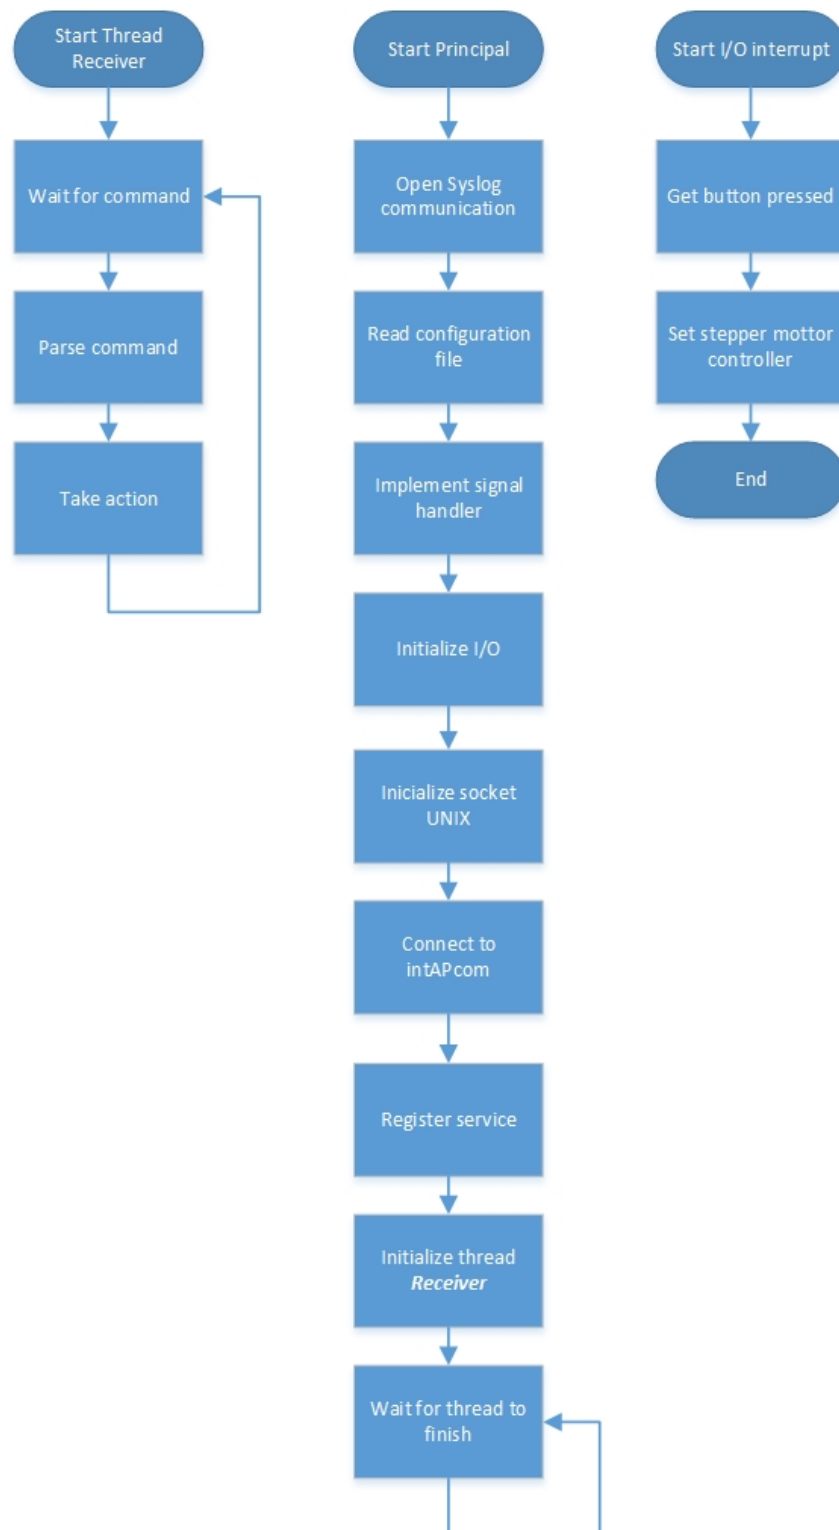 Start Thread
Receiver
Wait for command
Parse command
Take action
Start Principal
Open Syslog
communication
Read configuration
file
Implement signal
handler
Initialize I/O
Inicialize socket
UNIX
Connect to
intAPcom
Register service
Initialize thread
Receiver
Wait for thread to
finish
Start I/O interrupt
Get button pressed
Set stepper mottor
controller
End